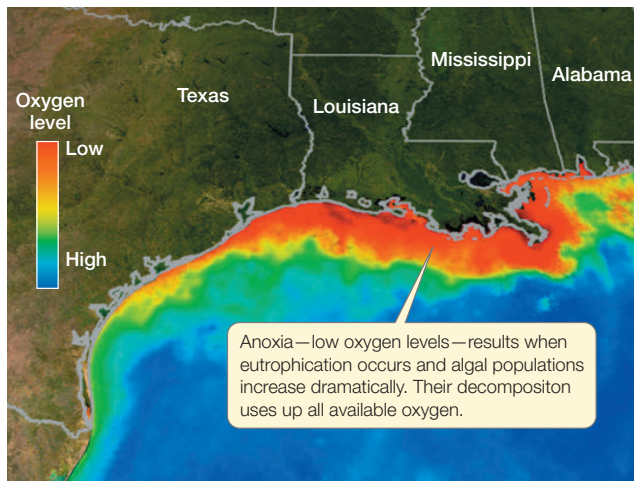 Mississippi
Alabama
Texas
Louisiana
Oxygen
level
Low
High
Anoxia—low oxygen levels—results when
eutrophication occurs and algal populations
increase dramatically. Their decompositon
uses up all available oxygen.